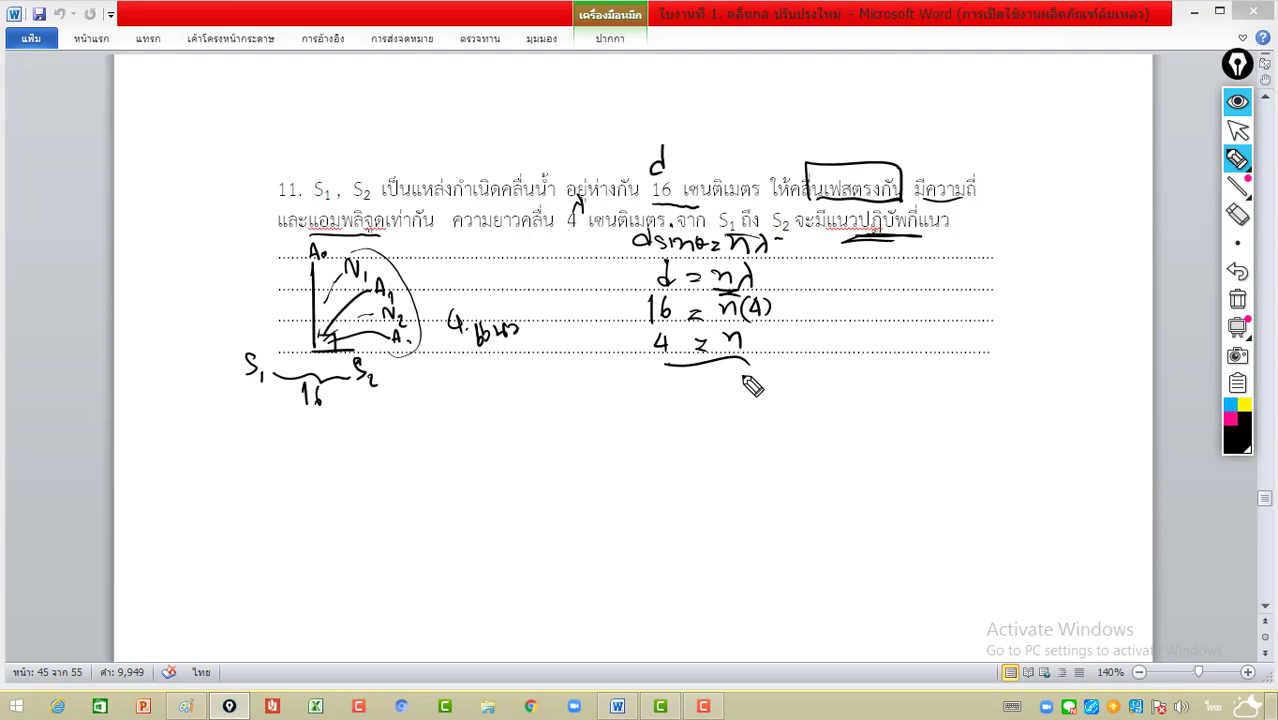 เครื่องมือหมึก
ใบงานที่ 1. คลื่นกล ปรับปรุงใหม่ - Microsoft Word (การเปิดใช้งานผลิตภัณฑ์ล้มเหลว)
แฟ้ม หน้าแรก แทรก เค้าโครงหน้ากระดาษ การอ้างอิง การส่งจดหมาย ตรวจทาน มุมมอง ปากกา
d
11. S1 , S2 เป็นแหล่งกำเนิดคลื่นน้ำ อยู่ห่างกัน 16 เซนติเมตร ให้คลื่นเฟสตรงกัน มีความถี่
และแอมพลิจูดเท่ากัน ความยาวคลื่น 4 เซนติเมตร จาก S1 ถึง S2 จะมีแนวปฏิบัพกี่แนว
λ
A0 d sinθ = nλ
N1 A1 d = nλ
N2 16 = n(4)
A 4 = n
4 แนว
S1 S2
16
Activate Windows
Go to PC settings to activate Windows.
หน้า: 45 จาก 55 คำ: 9,949 ไทย 140%
ไทย